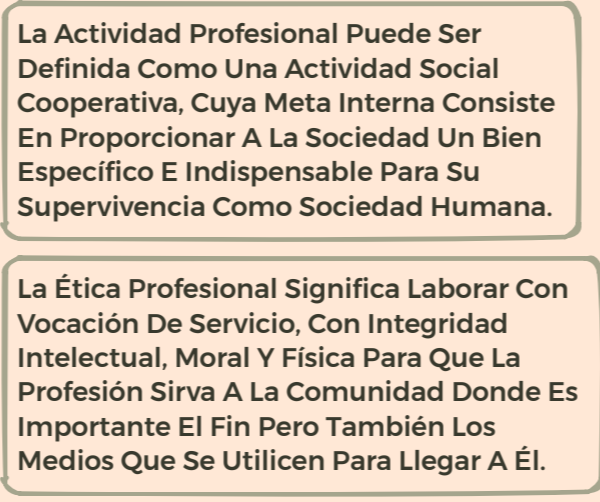 La Actividad Profesional Puede Ser
Definida Como Una Actividad Social
Cooperativa, Cuya Meta Interna Consiste
En Proporcionar A La Sociedad Un Bien
Específico E Indispensable Para Su
Supervivencia Como Sociedad Humana.
La Ética Profesional Significa Laborar Con
Vocación De Servicio, Con Integridad
Intelectual, Moral Y Física Para Que La
Profesión Sirva A La Comunidad Donde Es
Importante El Fin Pero También Los
Medios Que Se Utilicen Para Llegar A Él.